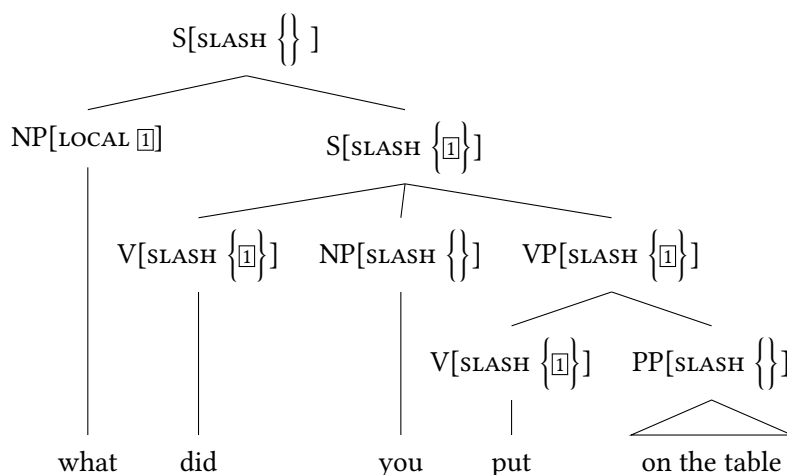 S[SLASH {} ]
NP[LOCAL 1] S[SLASH {1}]
V[SLASH {1}] NP[SLASH {}] VP[SLASH {1}]
V[SLASH {1}] PP[SLASH {}]
what did you put on the table